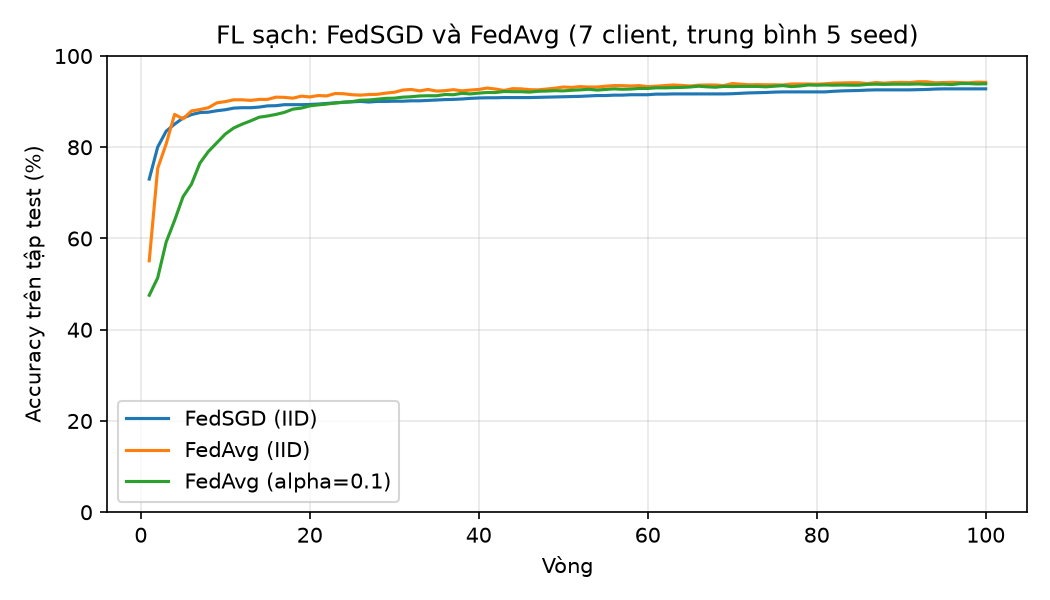 FL sạch: FedSGD và FedAvg (7 client, trung bình 5 seed)
Accuracy trên tập test (%)
100
80
60
40
20
0
FedSGD (IID)
FedAvg (IID)
FedAvg (alpha=0.1)
0 20 40 60 80 100
Vòng